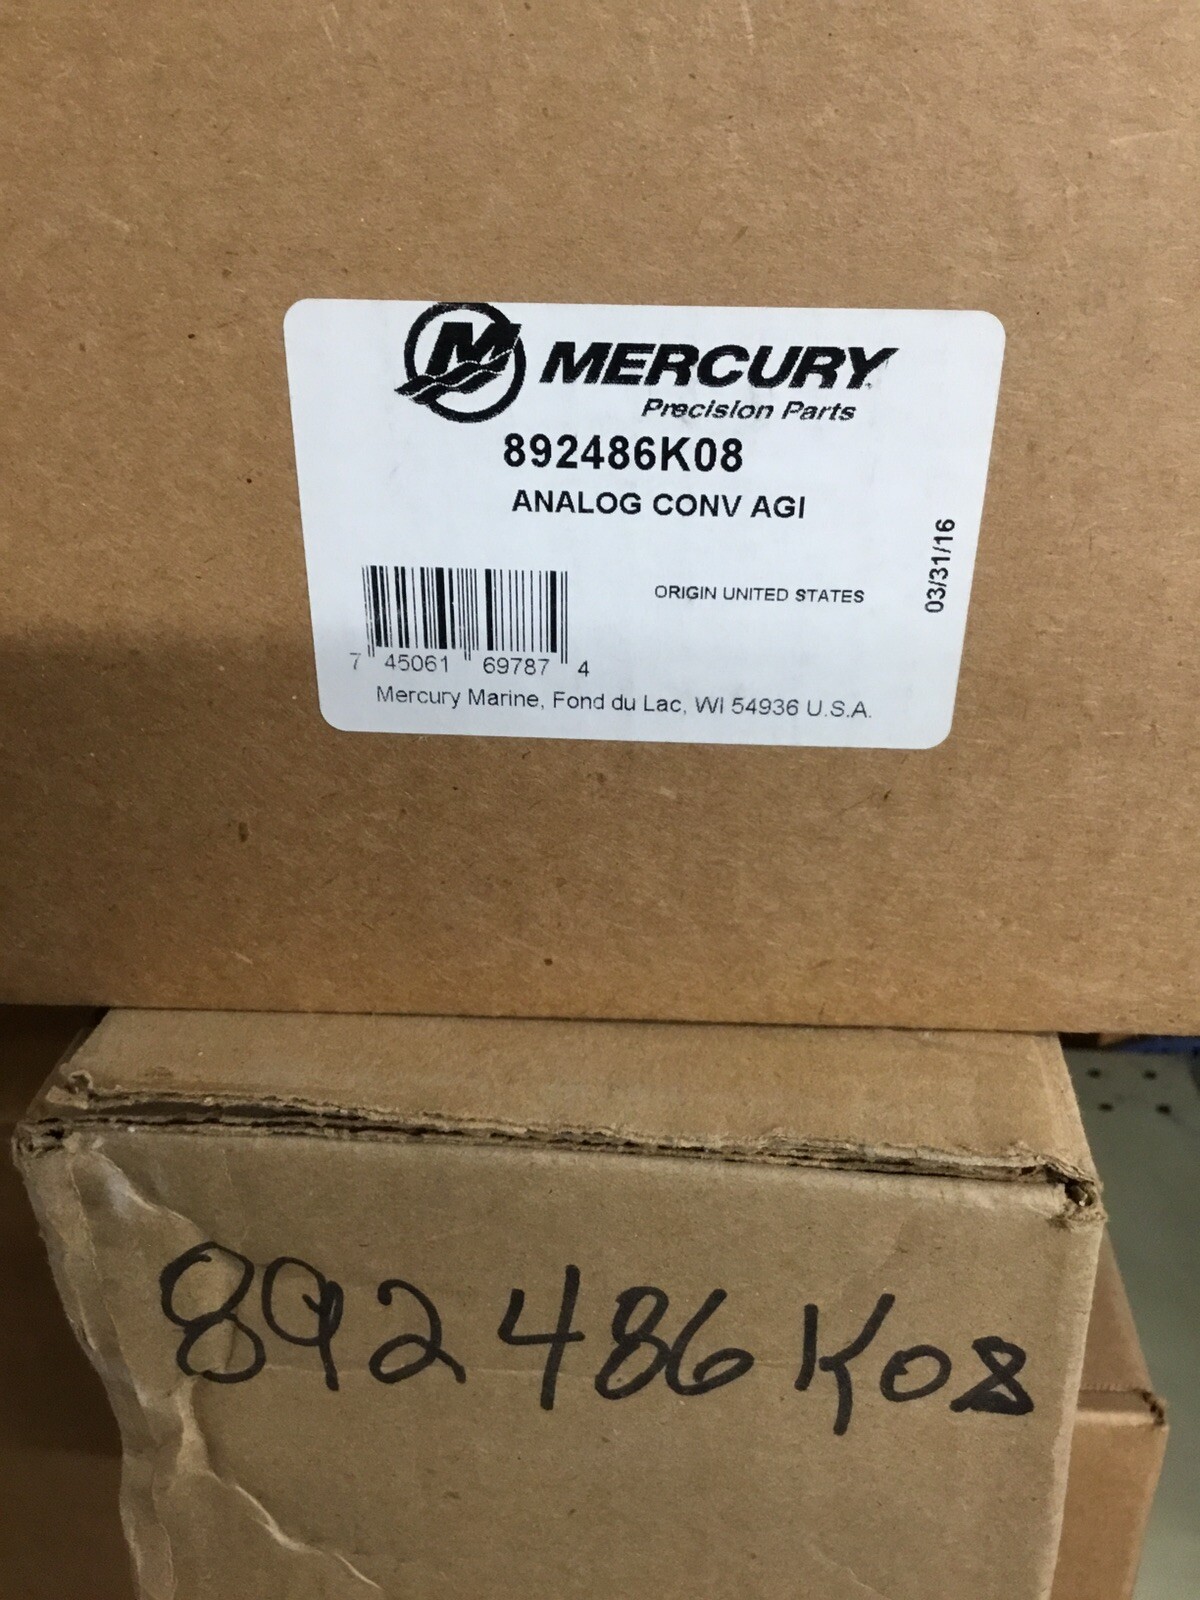 M MERCURY
Precision Parts
892486K08
ANALOG CONV AGI
ORIGIN UNITED STATES
03/31/16
7 45061 69787 4
Mercury Marine, Fond du Lac, WI 54936 U.S.A.
892486K08